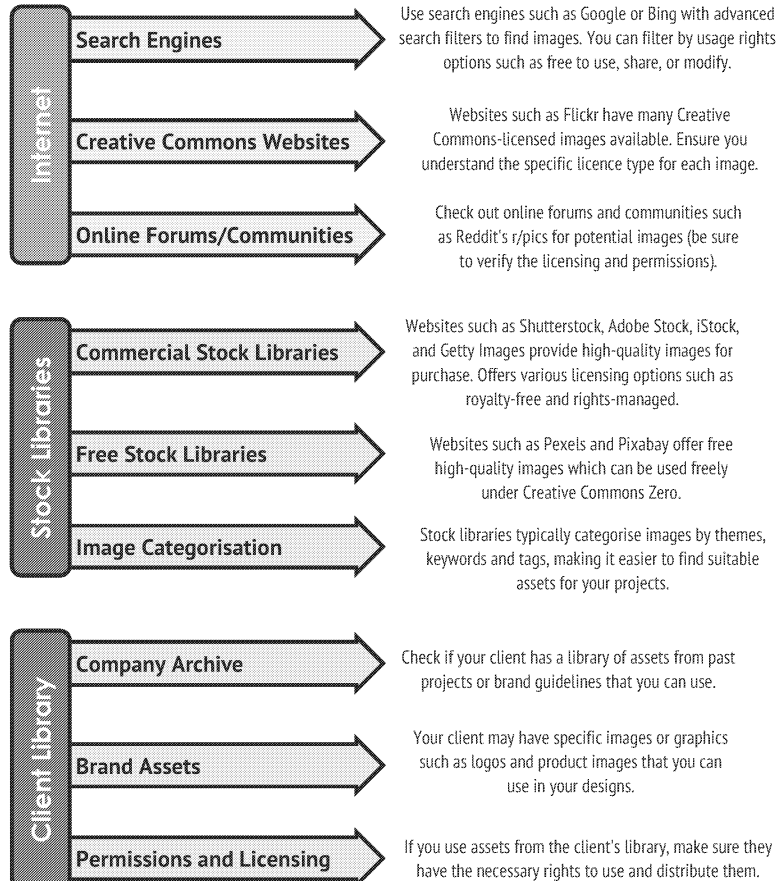 Internet
Search Engines
Use search engines such as Google or Bing with advanced
search filters to find images. You can filter by usage rights
options such as free to use, share, or modify.
Creative Commons Websites
Websites such as Flickr have many Creative
Commons-licensed images available. Ensure you
understand the specific licence type for each image.
Online Forums/Communities
Check out online forums and communities such
as Reddit's r/pics for potential images (be sure
to verify the licensing and permissions).
Stock Libraries
Commercial Stock Libraries
Websites such as Shutterstock, Adobe Stock, iStock,
and Getty Images provide high-quality images for
purchase. Offers various licensing options such as
royalty-free and rights-managed.
Free Stock Libraries
Websites such as Pexels and Pixabay offer free
high-quality images which can be used freely
under Creative Commons Zero.
Image Categorisation
Stock libraries typically categorise images by themes,
keywords and tags, making it easier to find suitable
assets for your projects.
Client Library
Company Archive
Check if your client has a library of assets from past
projects or brand guidelines that you can use.
Brand Assets
Your client may have specific images or graphics
such as logos and product images that you can
use in your designs.
Permissions and Licensing
If you use assets from the client's library, make sure they
have the necessary rights to use and distribute them.